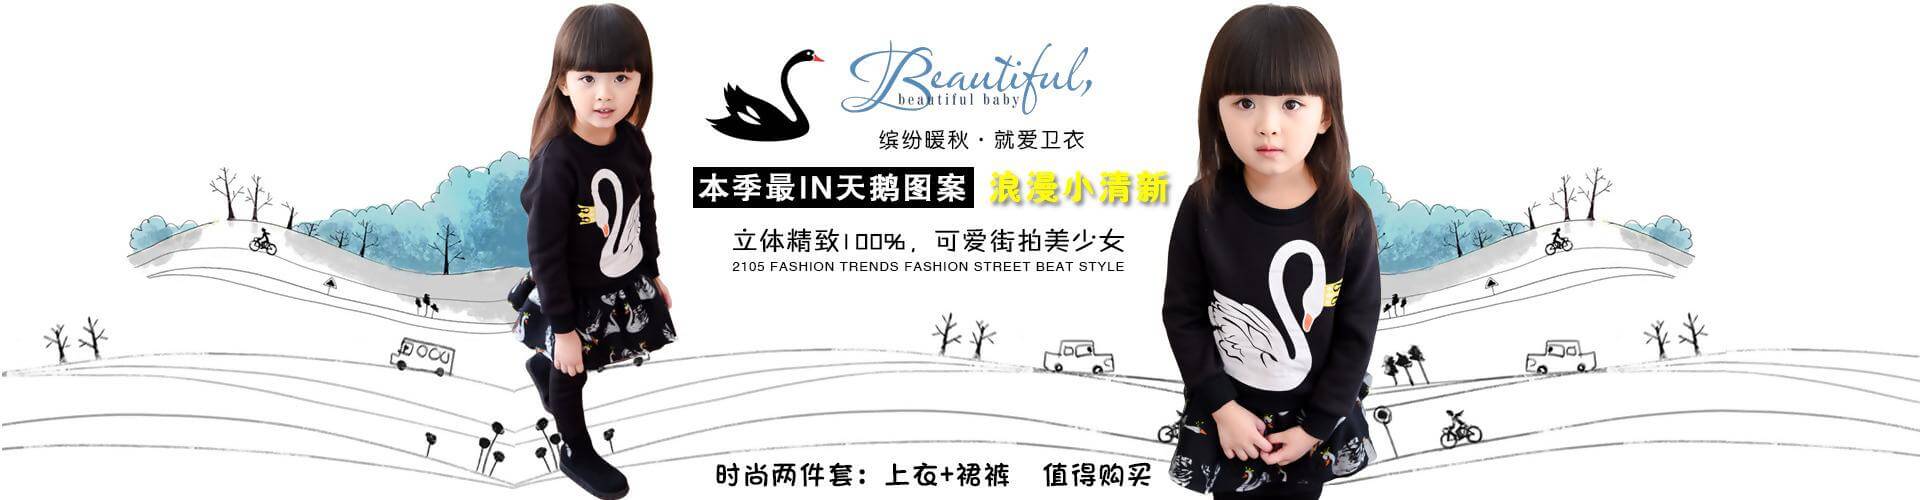 Beautiful,
beautiful baby
缤纷暖秋·就爱卫衣
本季最IN天鹅图案 浪漫小清新
立体精致100%，可爱街拍美少女
2105 FASHION TRENDS FASHION STREET BEAT STYLE
时尚两件套：上衣+裙裤 值得购买